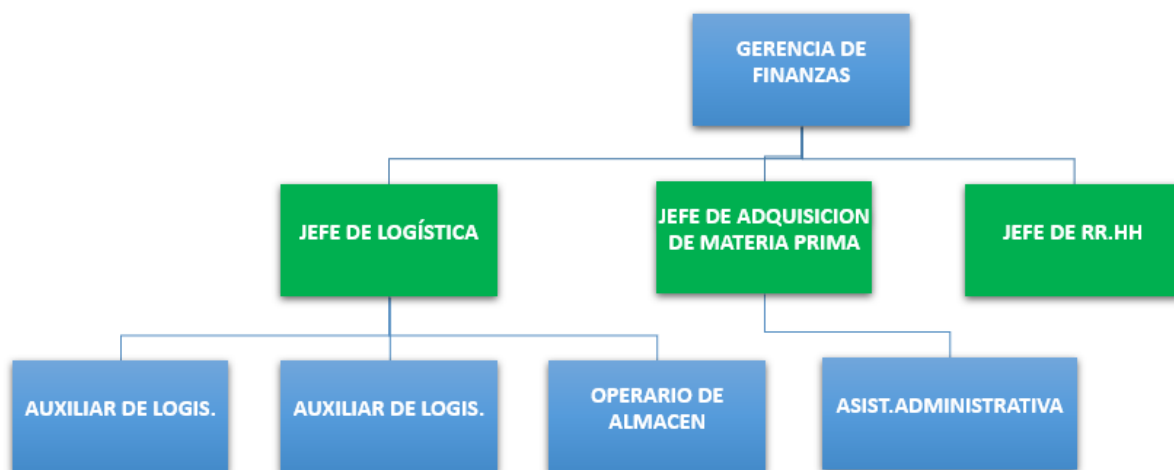 GERENCIA DE
FINANZAS
JEFE DE LOGÍSTICA
JEFE DE ADQUISICION
DE MATERIA PRIMA
JEFE DE RR.HH
AUXILIAR DE LOGIS.
AUXILIAR DE LOGIS.
OPERARIO DE
ALMACEN
ASIST.ADMINISTRATIVA